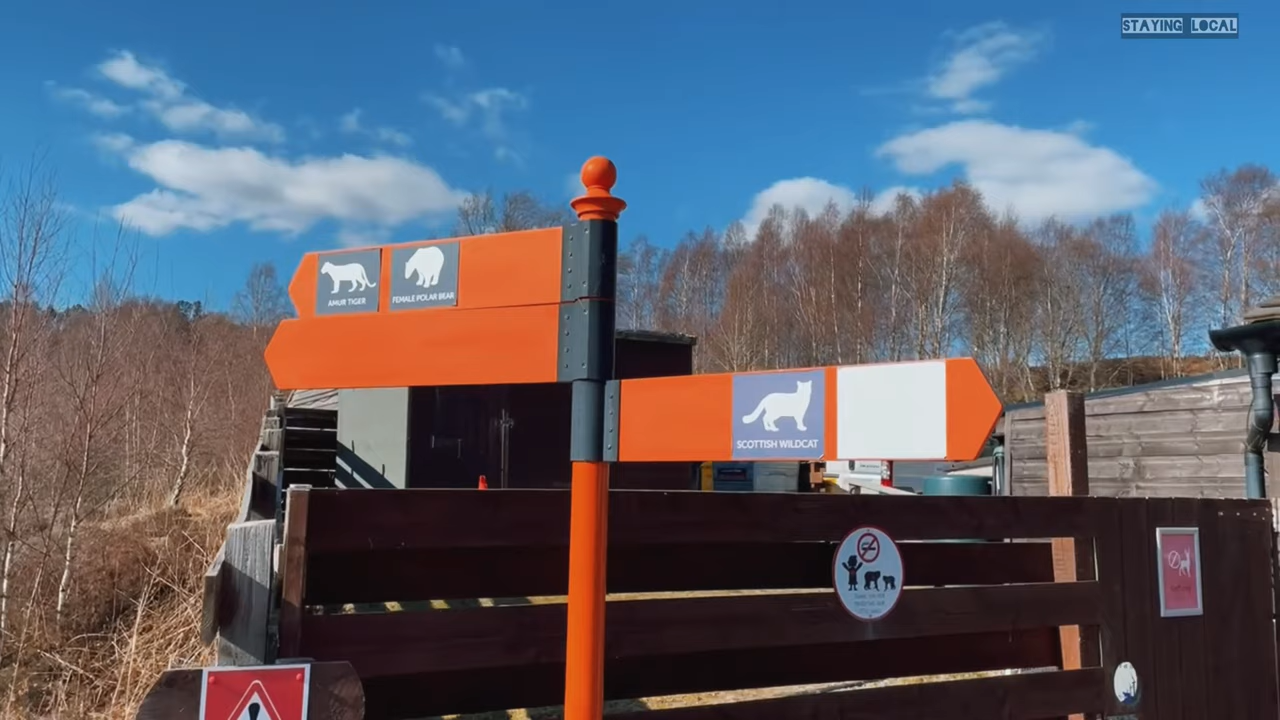 STAYING LOCAL
AMUR TIGER
FEMALE POLAR BEAR
SCOTTISH WILDCAT